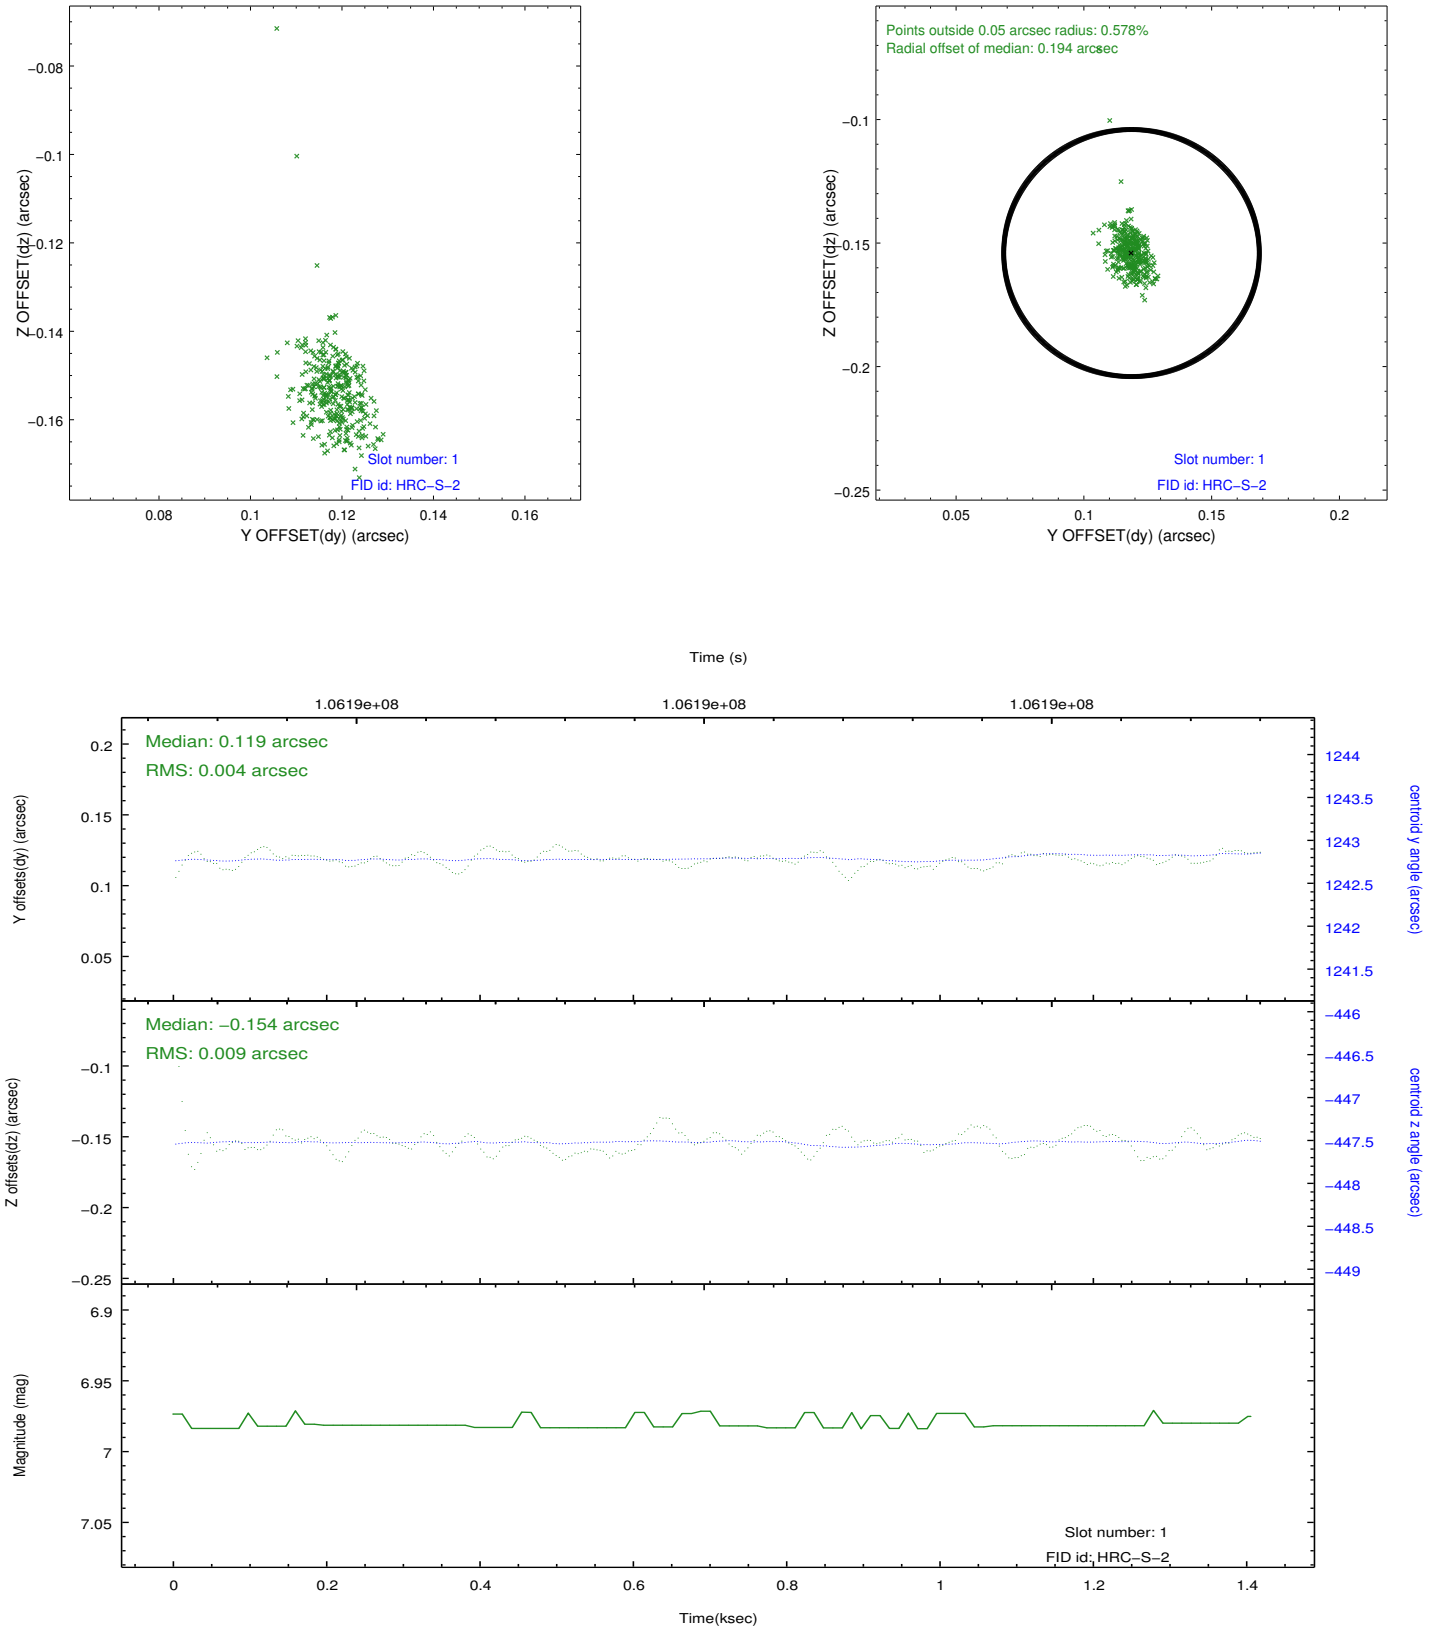 −0.08
−0.1
−0.12
−0.14
−0.16
Z OFFSET(dz) (arcsec)
Slot number: 1
FID id: HRC−S−2
0.08
0.1
0.12
0.14
0.16
Y OFFSET(dy) (arcsec)
Points outside 0.05 arcsec radius: 0.578%
Radial offset of median: 0.194 arcsec
−0.1
−0.15
−0.2
−0.25
Z OFFSET(dz) (arcsec)
Slot number: 1
FID id: HRC−S−2
0.05
0.1
0.15
0.2
Y OFFSET(dy) (arcsec)
Time (s)
1.0619e+08
1.0619e+08
1.0619e+08
Median: 0.119 arcsec
RMS: 0.004 arcsec
0.2
0.15
0.1
0.05
Y offsets(dy) (arcsec)
1244
1243.5
1243
1242.5
1242
1241.5
centroid y angle (arcsec)
Median: −0.154 arcsec
RMS: 0.009 arcsec
−0.1
−0.15
−0.2
−0.25
Z offsets(dz) (arcsec)
−446
−446.5
−447
−447.5
−448
−448.5
−449
centroid z angle (arcsec)
6.9
6.95
7
7.05
Magnitude (mag)
Slot number: 1
FID id: HRC−S−2
0
0.2
0.4
0.6
0.8
1
1.2
1.4
Time(ksec)